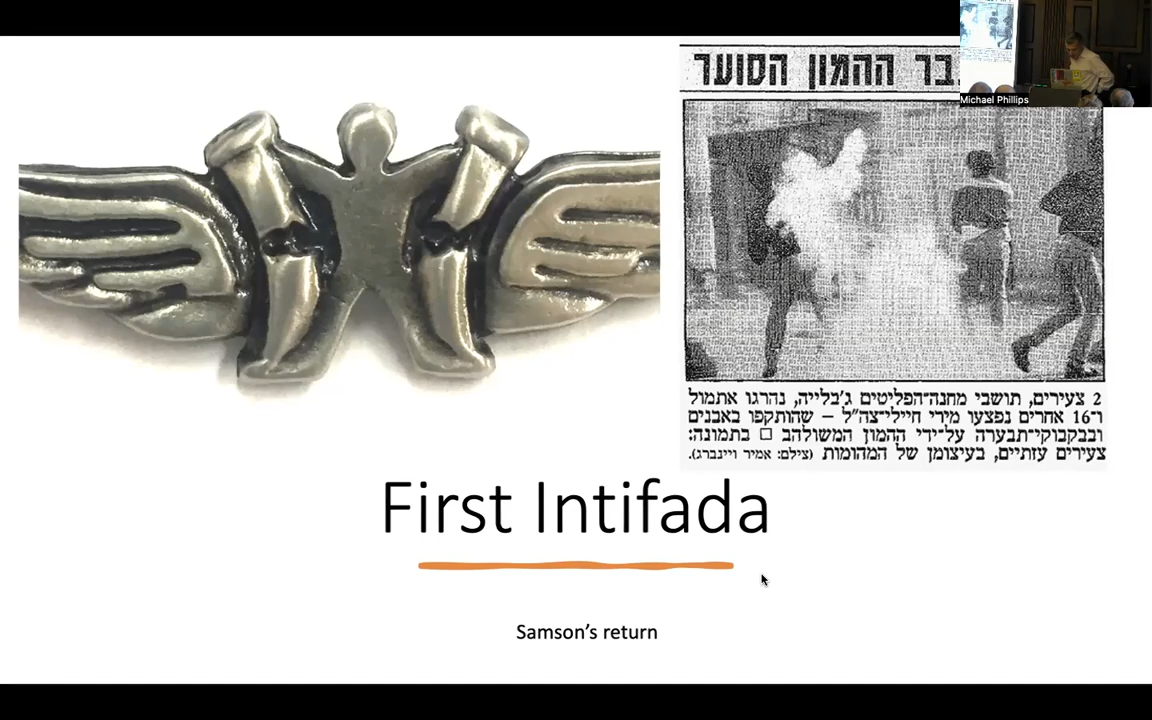 בר ההמון הסוער
Michael Phillips
2 צעירים, תושבי מחנה־הפליטים ג'בלייה, נהרגו אתמול
ו־16 אחרים נפצעו מירי חיילי־צה"ל – שהותקפו באבנים
ובבקבוקי־תבערה על־ידי ההמון המשולהב □ בתמונה:
צעירים עזתיים, בעיצומן של המהומות (צילם: אמיר ויינברג).
First Intifada
Samson's return